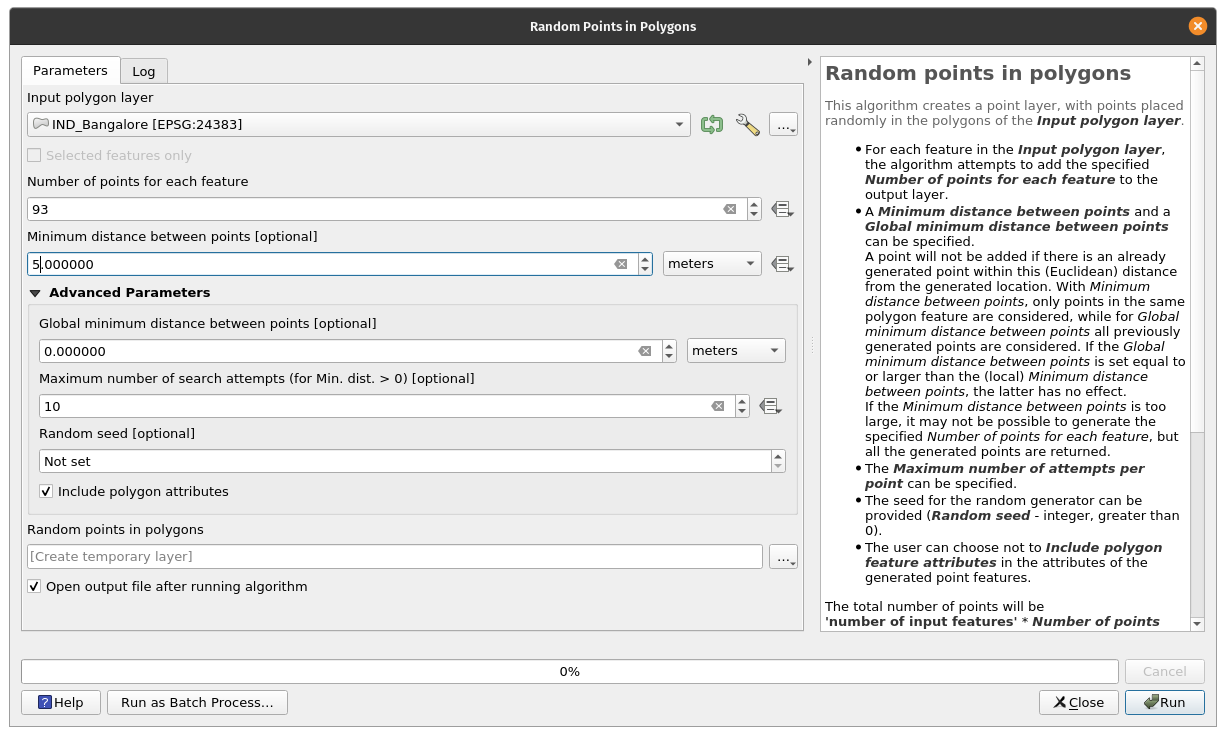 Random Points in Polygons
Parameters
Log
Input polygon layer
IND_Bangalore [EPSG:24383]
...
Selected features only
Number of points for each feature
93
Minimum distance between points [optional]
5.000000
meters
Advanced Parameters
Global minimum distance between points [optional]
0.000000
meters
Maximum number of search attempts (for Min. dist. > 0) [optional]
10
Random seed [optional]
Not set
Include polygon attributes
Random points in polygons
[Create temporary layer]
...
Open output file after running algorithm
Random points in polygons
This algorithm creates a point layer, with points placed
randomly in the polygons of the Input polygon layer.
• For each feature in the Input polygon layer,
the algorithm attempts to add the specified
Number of points for each feature to the
output layer.
• A Minimum distance between points and a
Global minimum distance between points
can be specified.
A point will not be added if there is an already
generated point within this (Euclidean) distance
from the generated location. With Minimum
distance between points, only points in the same
polygon feature are considered, while for Global
minimum distance between points all previously
generated points are considered. If the Global
minimum distance between points is set equal to
or larger than the (local) Minimum distance
between points, the latter has no effect.
If the Minimum distance between points is too
large, it may not be possible to generate the
specified Number of points for each feature, but
all the generated points are returned.
• The Maximum number of attempts per
point can be specified.
• The seed for the random generator can be
provided (Random seed - integer, greater than
0).
• The user can choose not to Include polygon
feature attributes in the attributes of the
generated point features.
The total number of points will be
'number of input features' * Number of points
0%
Cancel
Help
Run as Batch Process...
Close
Run